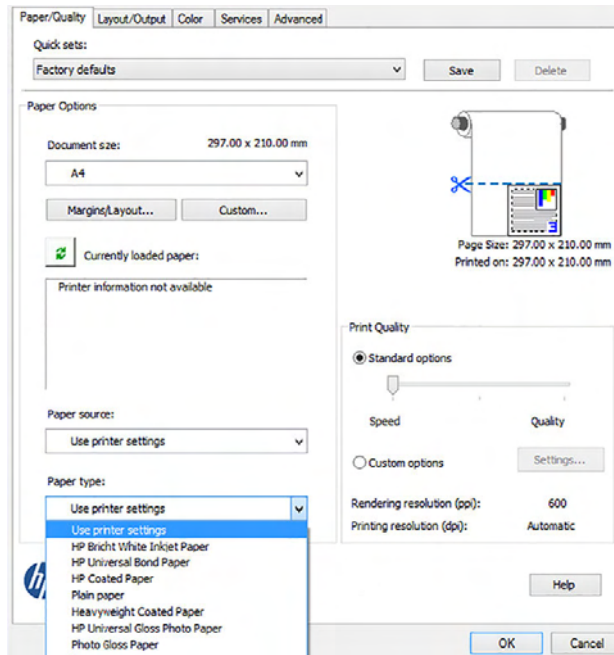 Paper/Quality Layout/Output Color Services Advanced
Quick sets:
Factory defaults Save Delete
Paper Options
Document size: 297.00 x 210.00 mm
A4
Margins/Layout... Custom...
Currently loaded paper:
Printer information not available
Page Size: 297.00 x 210.00 mm
Printed on: 297.00 x 210.00 mm
Print Quality
Standard options
Speed Quality
Custom options Settings...
Rendering resolution (ppi): 600
Printing resolution (dpi): Automatic
Paper source:
Use printer settings
Paper type:
Use printer settings
Use printer settings
HP Bright White Inkjet Paper
HP Universal Bond Paper
HP Coated Paper
Plain paper
Heavyweight Coated Paper
HP Universal Gloss Photo Paper
Photo Gloss Paper
hp
Help
OK Cancel